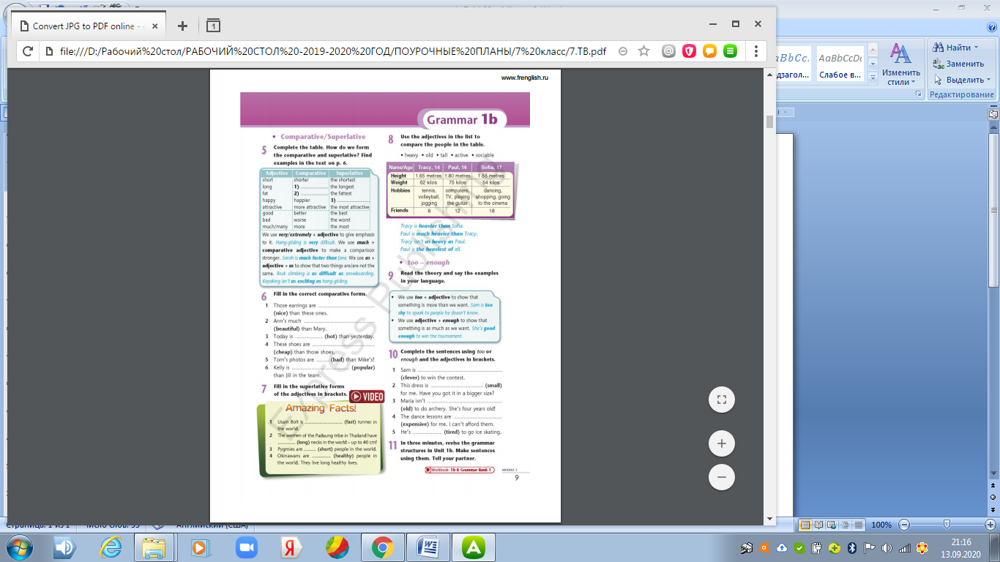 Convert JPG to PDF online -
1
file:///D:/Рабочий%20стол/РАБОЧИЙ%20СТОЛ%20-2019-2020%20ГОД/ПОУРОЧНЫЕ%20ПЛАНЫ/7%20класс/7.ТВ.pdf
Найти
Заменить
Выделить
Изменить
стили
Слабое в...
Редактирование
www.frenglish.ru
Grammar 1b
• Comparative/Superlative
5 Complete the table. How do we form
the comparative and superlative? Find
examples in the text on p. 6.
Adjective Comparative Superlative
short shorter the shortest
long 1) .................... the longest
fat 2) .................... the fattest
happy happier 3) ....................
attractive more attractive the most attractive
good better the best
bad worse the worst
much/many more the most
We use very/extremely + adjective to give emphasis
to it. Hang-gliding is very difficult. We use much +
comparative adjective to make a comparison
stronger. Sarah is much faster than Jane. We use as +
adjective + as to show that two things are/are not the
same. Rock climbing is as difficult as snowboarding.
Kayaking isn't as exciting as hang-gliding.
6 Fill in the correct comparative forms.
1 Those earrings are ....................
(nice) than these ones.
2 Ann's much ....................
(beautiful) than Mary.
3 Today is .................... (hot) than yesterday.
4 These shoes are ....................
(cheap) than those shoes.
5 Tom's photos are ........ (bad) than Mike's!
6 Kelly is .................... (popular)
than Jill in the team.
7 Fill in the superlative forms
of the adjectives in brackets.
VIDEO
Amazing Facts!
1 Usain Bolt is .................... (fast) runner in
the world.
2 The women of the Padaung tribe in Thailand have
............ (long) necks in the world – up to 40 cm!
3 Pygmies are ........ (short) people in the world.
4 Okinawans are ............ (healthy) people in
the world. They live long healthy lives.
8 Use the adjectives in the list to
compare the people in the table.
• heavy • old • tall • active • sociable
Name/Age Tracy, 14 Paul, 16 Sofia, 17
Height 1.65 metres 1.80 metres 1.55 metres
Weight 62 kilos 75 kilos 54 kilos
Hobbies tennis, computers, dancing,
volleyball, TV, playing shopping, going
jogging the guitar to the cinema
Friends 8 12 18
Tracy is heavier than Sofia.
Paul is much heavier than Tracy.
Tracy isn't as heavy as Paul.
Paul is the heaviest of all.
• too – enough
9 Read the theory and say the examples
in your language.
• We use too + adjective to show that
something is more than we want. Sam is too
shy to speak to people he doesn't know.
• We use adjective + enough to show that
something is as much as we want. She's good
enough to win the tournament.
10 Complete the sentences using too or
enough and the adjectives in brackets.
1 Sam is ....................
(clever) to win the contest.
2 This dress is .................... (small)
for me. Have you got it in a bigger size?
3 Maria isn't ....................
(old) to do archery. She's four years old!
4 The dance lessons are ....................
(expensive) for me. I can't afford them.
5 He's .................... (tired) to go ice skating.
11 In three minutes, revise the grammar
structures in Unit 1b. Make sentences
using them. Tell your partner.
Workbook: 1b & Grammar Bank 1
MODULE 1
9
Express Publishing
100%
21:16
13.09.2020